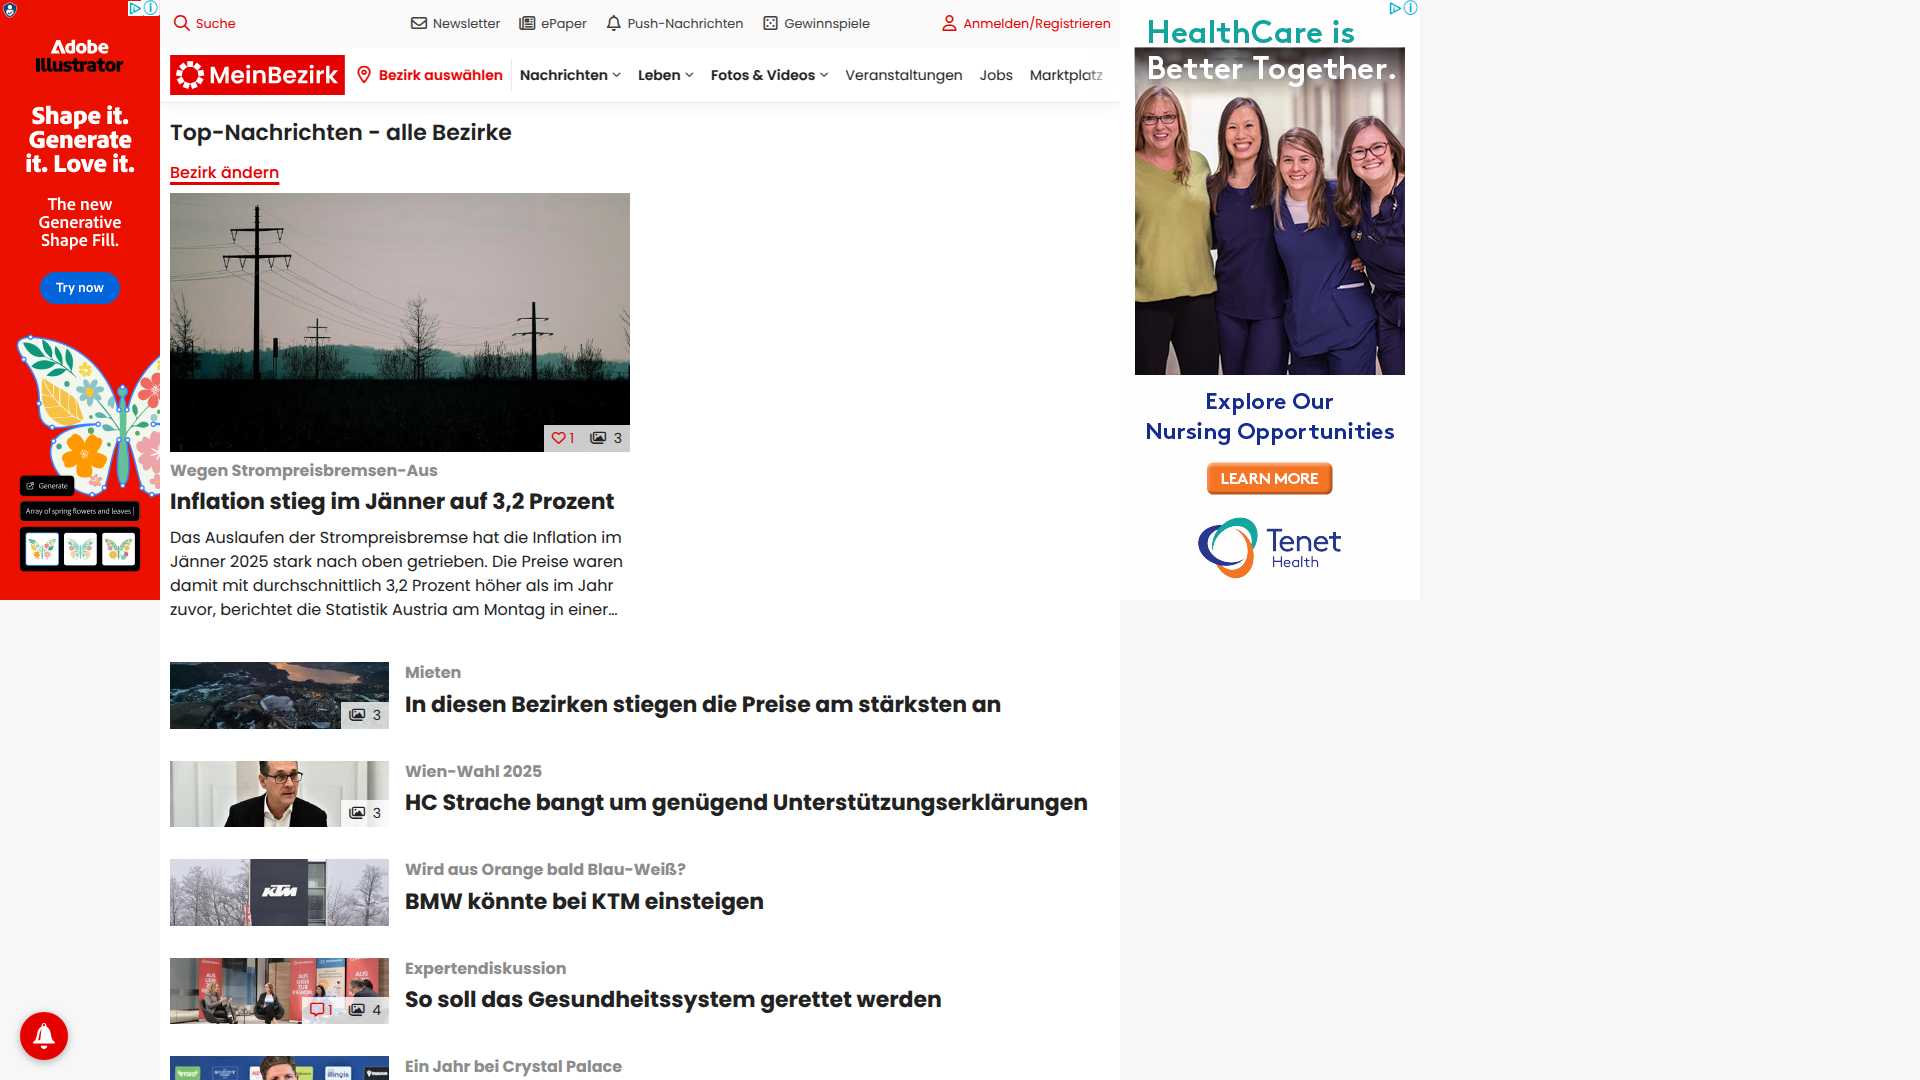 Adobe
Illustrator
Shape it.
Generate
it. Love it.
The new
Generative
Shape Fill.
Try now
Generate
Array of spring flowers and leaves
Suche
Newsletter
ePaper
Push-Nachrichten
Gewinnspiele
Anmelden/Registrieren
MeinBezirk
Bezirk auswählen
Nachrichten
Leben
Fotos & Videos
Veranstaltungen
Jobs
Marktplatz
Top-Nachrichten - alle Bezirke
Bezirk ändern
1
3
Wegen Strompreisbremsen-Aus
Inflation stieg im Jänner auf 3,2 Prozent
Das Auslaufen der Strompreisbremse hat die Inflation im
Jänner 2025 stark nach oben getrieben. Die Preise waren
damit mit durchschnittlich 3,2 Prozent höher als im Jahr
zuvor, berichtet die Statistik Austria am Montag in einer...
3
Mieten
In diesen Bezirken stiegen die Preise am stärksten an
3
Wien-Wahl 2025
HC Strache bangt um genügend Unterstützungserklärungen
KTM
Wird aus Orange bald Blau-Weiß?
BMW könnte bei KTM einsteigen
1
4
Expertendiskussion
So soll das Gesundheitssystem gerettet werden
Ein Jahr bei Crystal Palace
HealthCare is
Better Together.
Explore Our
Nursing Opportunities
LEARN MORE
Tenet
Health